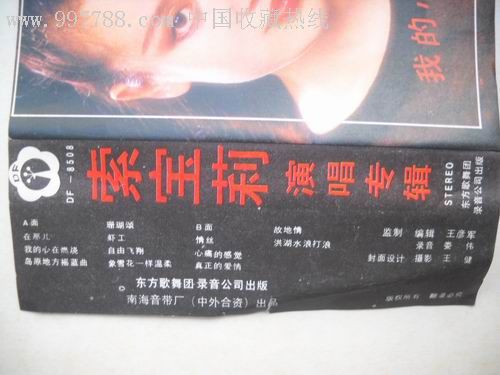 www.997788.com 中国收藏热线
我的
DF
DF-8508
索宝莉 演唱专辑
STEREO
东方歌舞团
录音公司出版
A面
在那儿
我的心在燃烧
岛原地方摇蓝曲
珊瑚颂
虾工
自由飞翔
象雪花一样温柔
B面
情丝
心痛的感觉
真正的爱情
故地情
洪湖水浪打浪
监制 编辑 王彦军
录音 娄伟
封面设计 摄影 王健
东方歌舞团录音公司出版
南海音带厂（中外合资）出品
版权所有 翻录必究